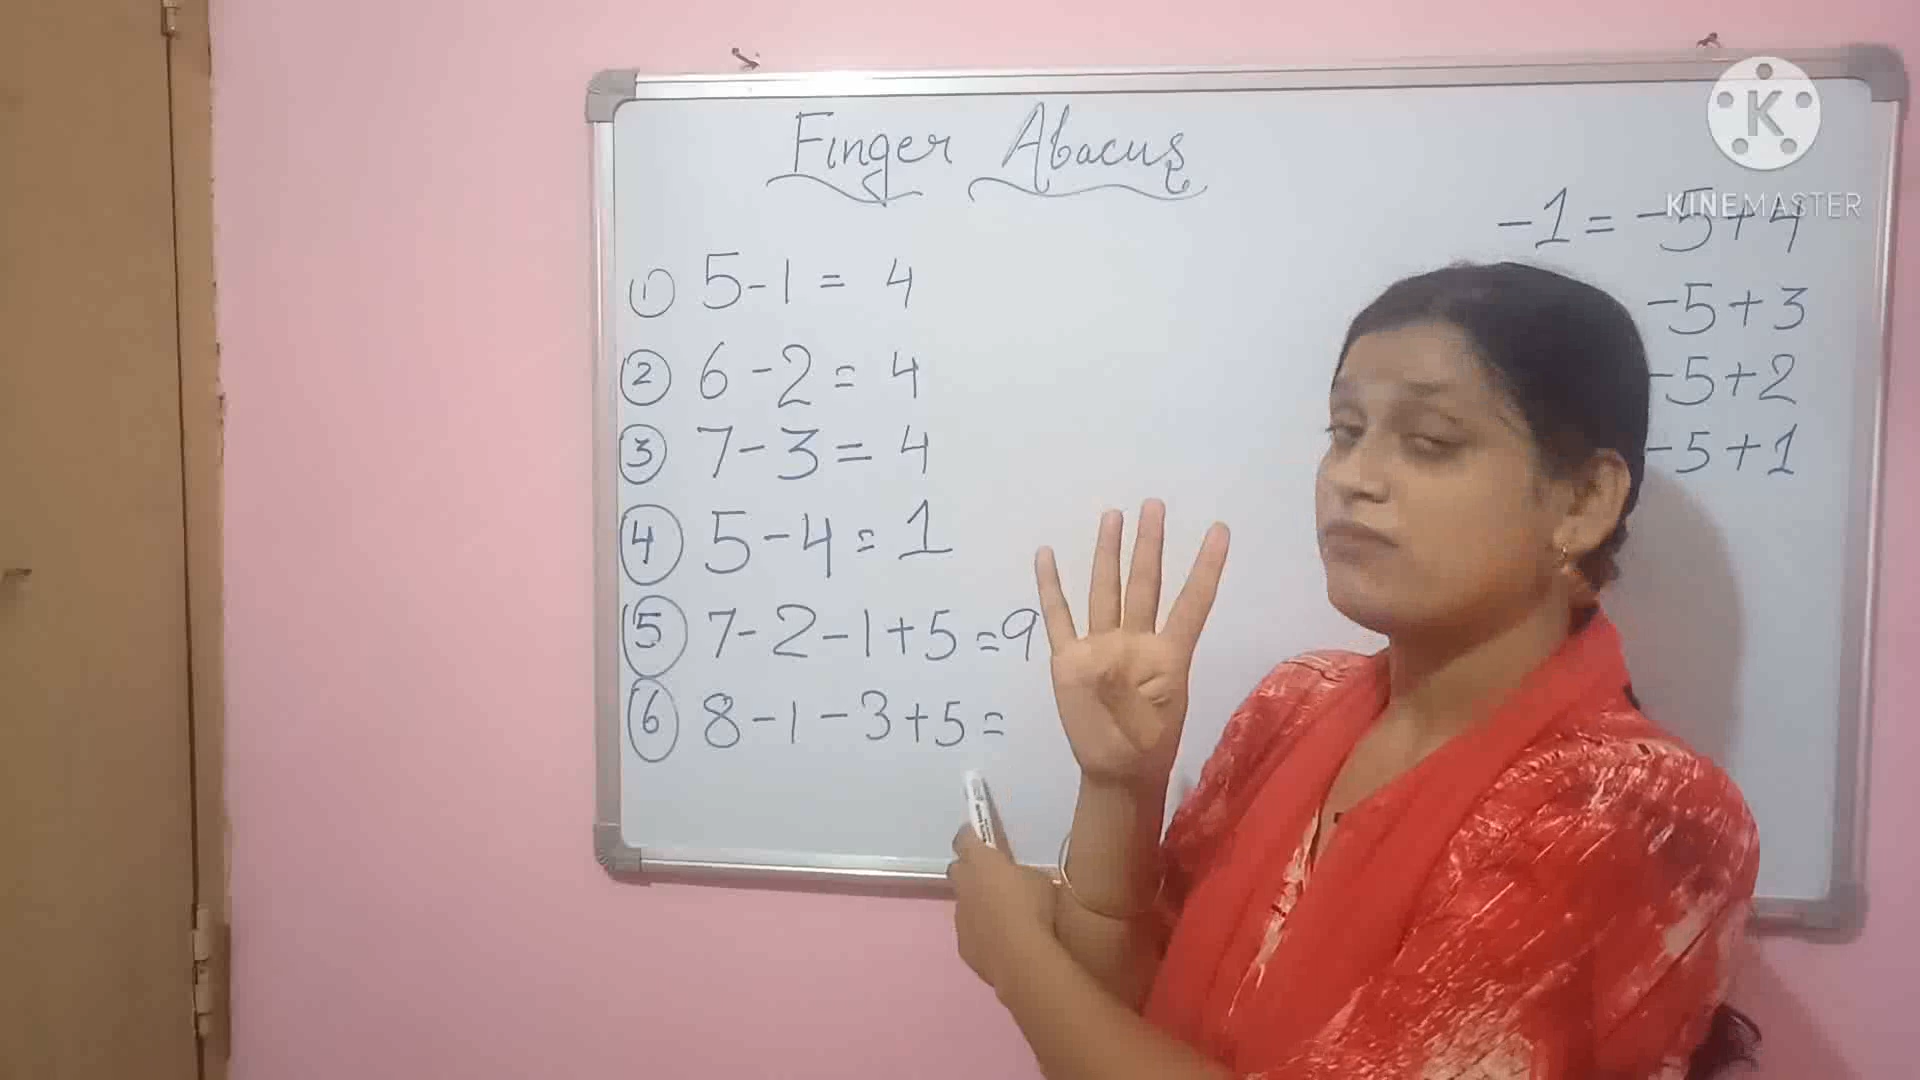 Finger Abacus
① 5-1 = 4
② 6-2 = 4
③ 7-3 = 4
④ 5-4 = 1
⑤ 7-2-1+5 = 9
⑥ 8-1-3+5 =
-1 = -5+4
-5+3
-5+2
-5+1
K
KINEMASTER